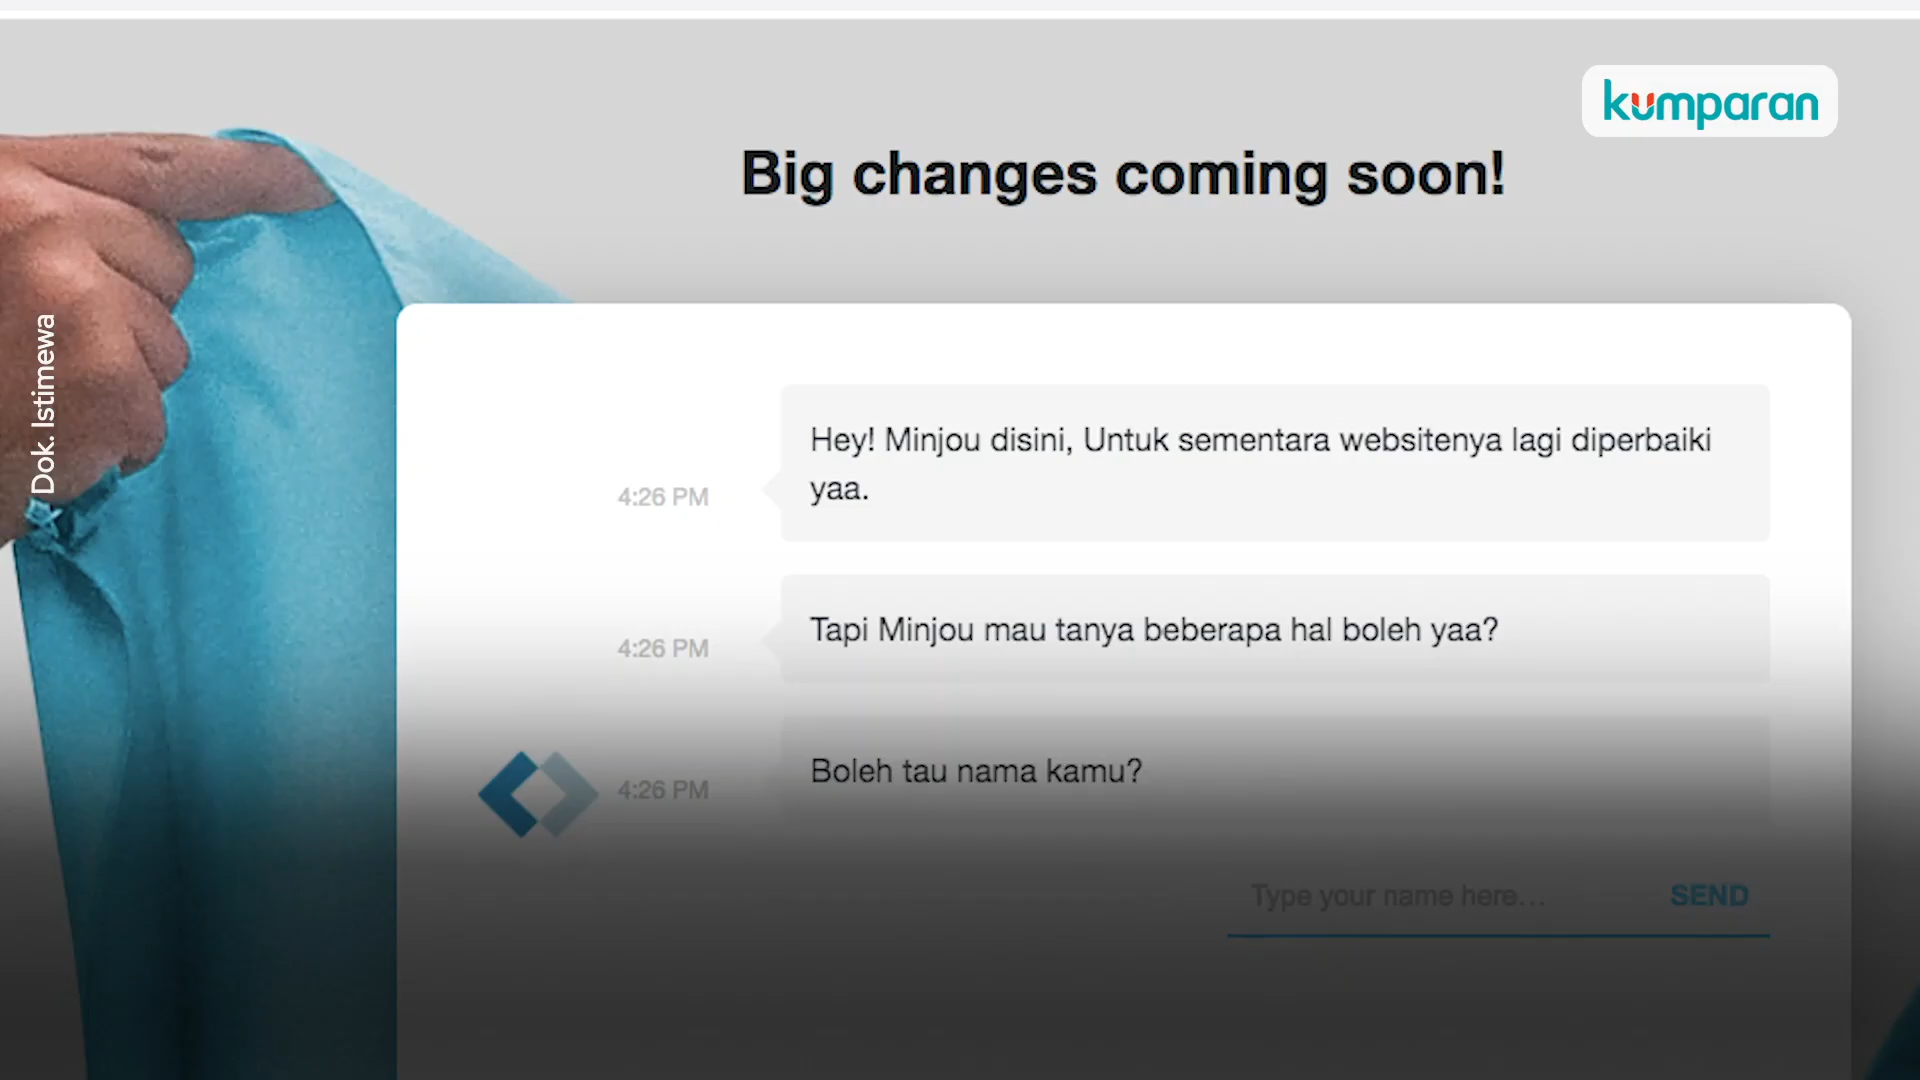 kumparan
Big changes coming soon!
Dok. Istimewa
Hey! Minjou disini, Untuk sementara websitenya lagi diperbaiki
yaa.
4:26 PM
Tapi Minjou mau tanya beberapa hal boleh yaa?
4:26 PM
Boleh tau nama kamu?
4:26 PM
Type your name here...
SEND